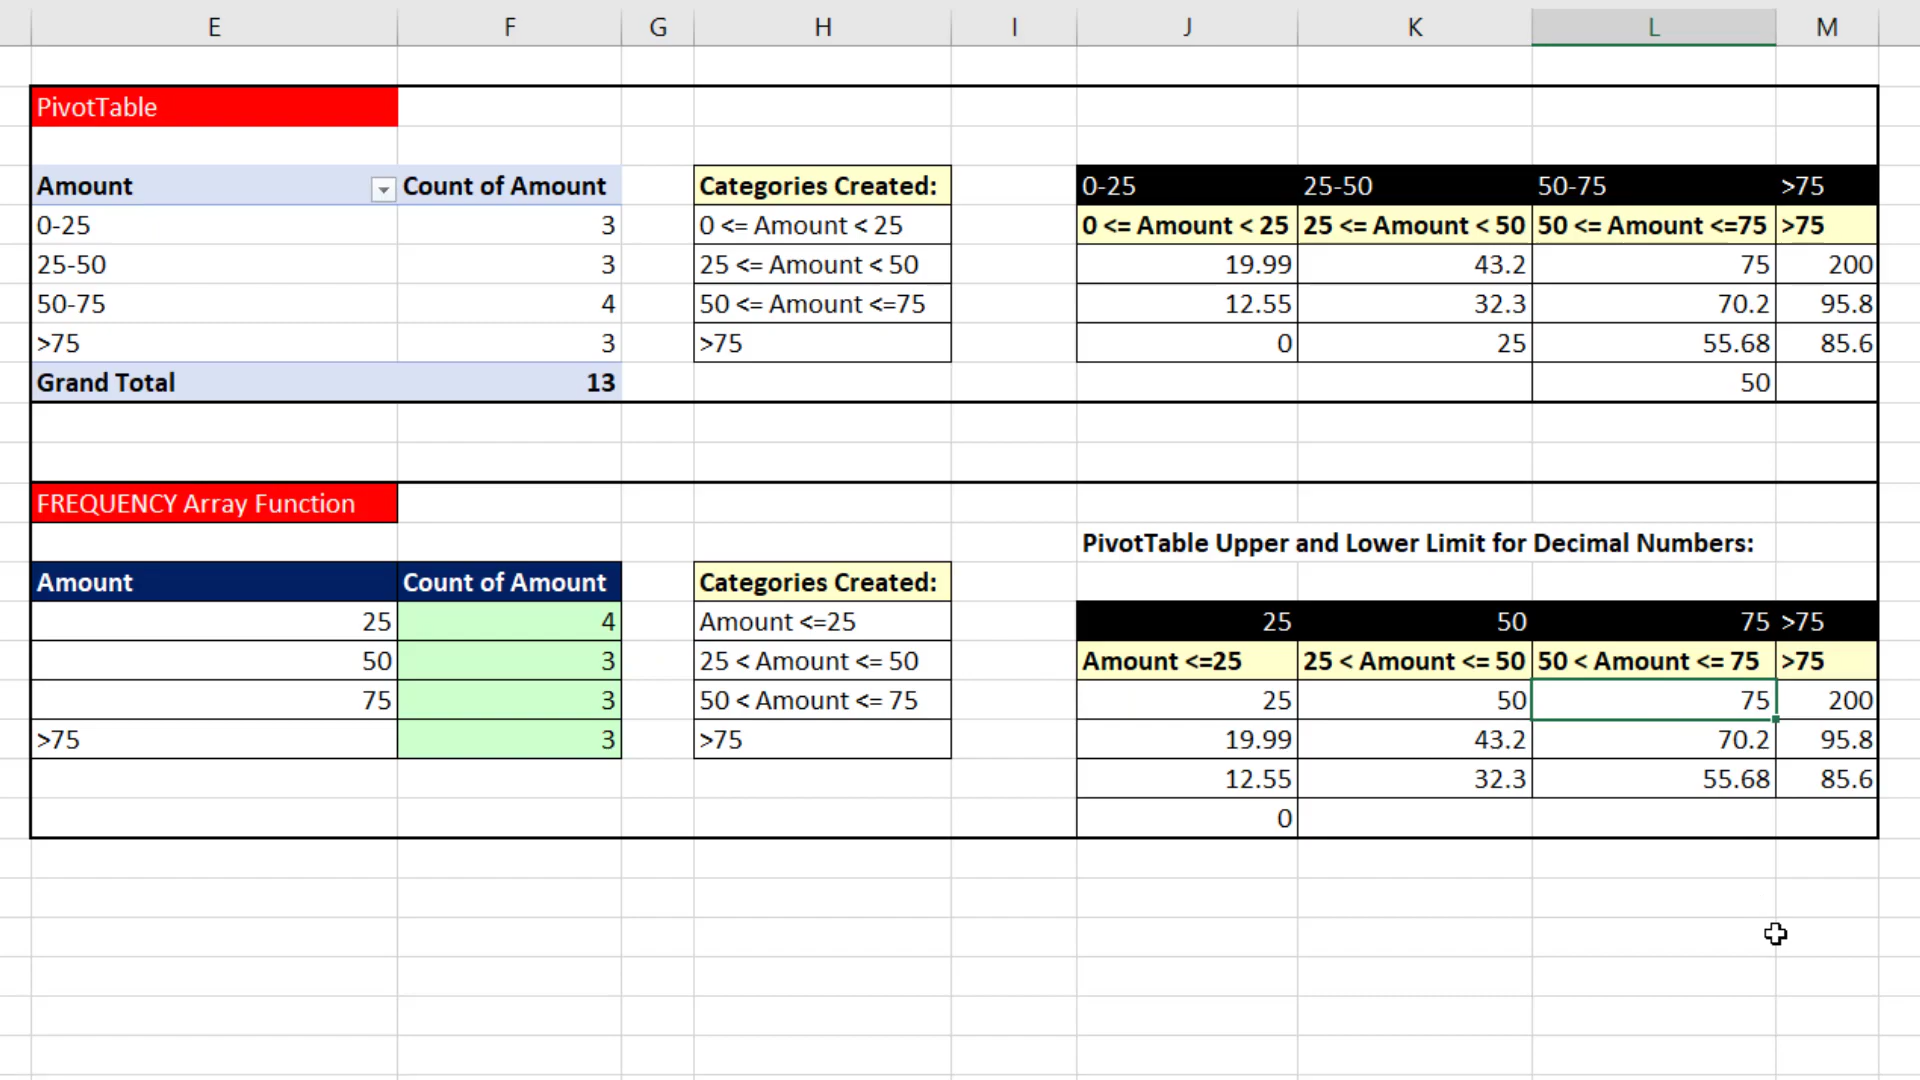 E F G H I J K L M
PivotTable
Amount Count of Amount Categories Created: 0-25 25-50 50-75 >75
0-25 3 0 <= Amount < 25 0 <= Amount < 25 25 <= Amount < 50 50 <= Amount <=75 >75
25-50 3 25 <= Amount < 50 19.99 43.2 75 200
50-75 4 50 <= Amount <=75 12.55 32.3 70.2 95.8
>75 3 >75 0 25 55.68 85.6
Grand Total 13 50
FREQUENCY Array Function
PivotTable Upper and Lower Limit for Decimal Numbers:
Amount Count of Amount Categories Created:
25 4 Amount <=25 25 50 75 >75
50 3 25 < Amount <= 50 Amount <=25 25 < Amount <= 50 50 < Amount <= 75 >75
75 3 50 < Amount <= 75 25 50 75 200
>75 3 >75 19.99 43.2 70.2 95.8
12.55 32.3 55.68 85.6
0